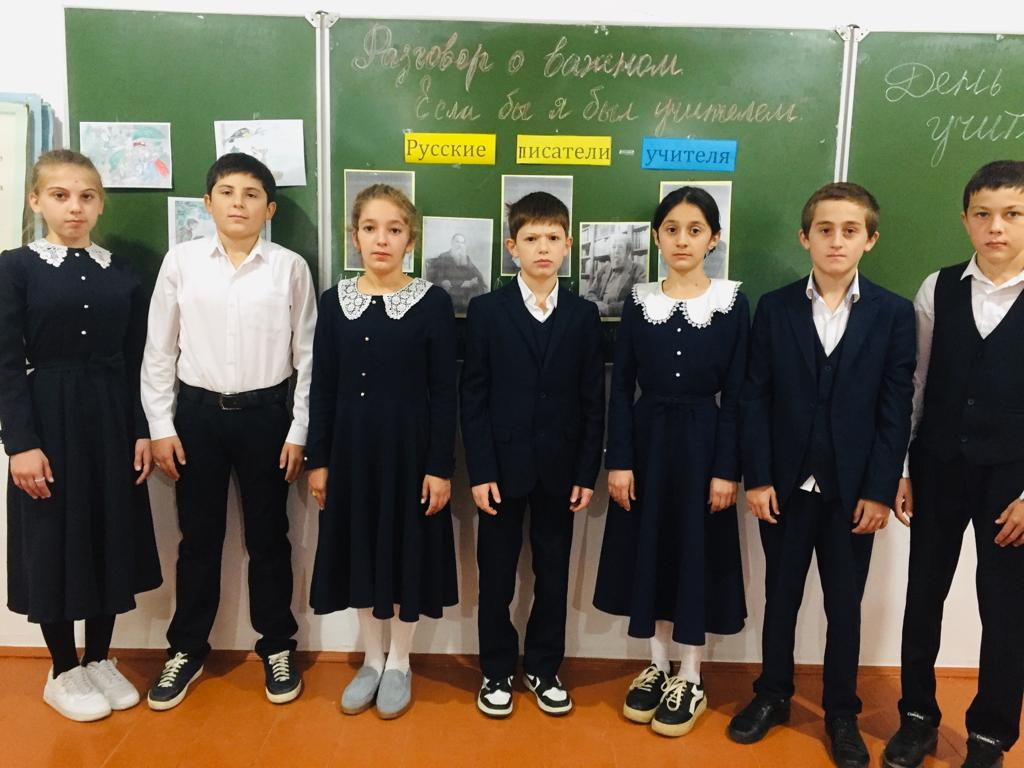 Разговор о важном.
"Если бы я был учителем"
Русские писатели - учителя
День
учит